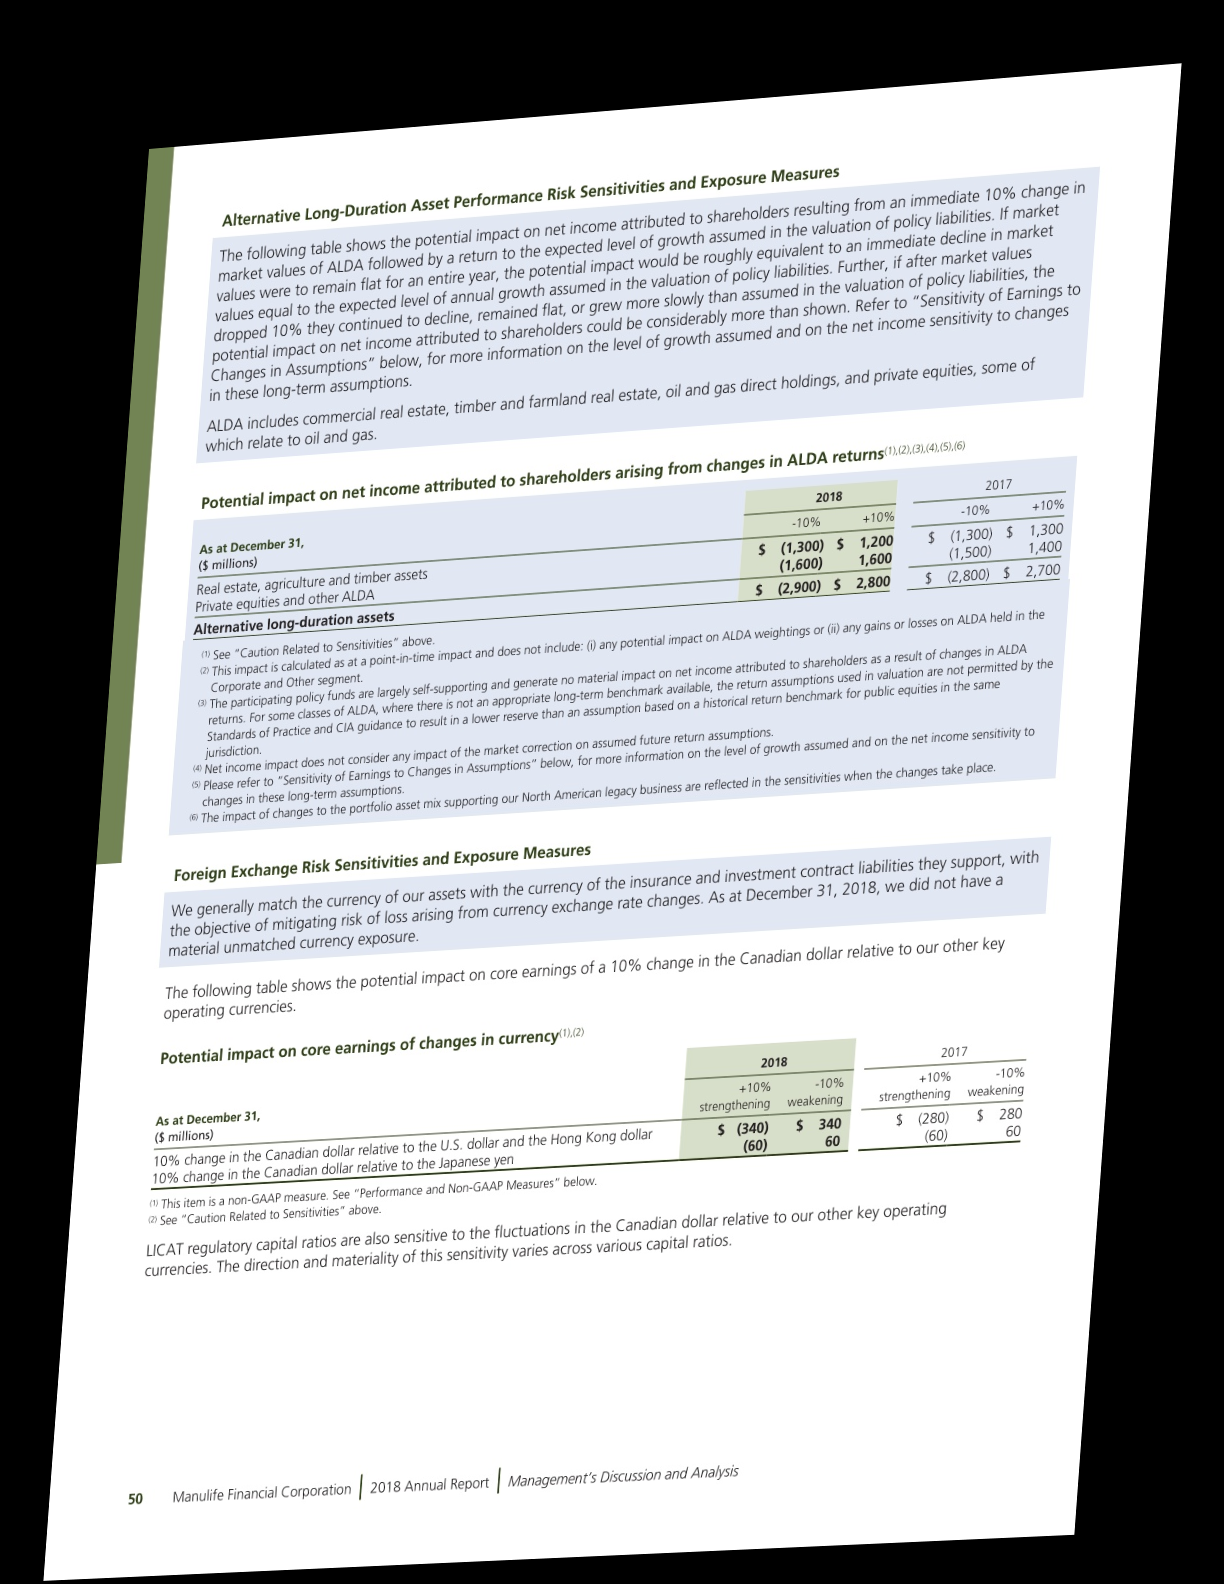 Alternative Long-Duration Asset Performance Risk Sensitivities and Exposure Measures
The following table shows the potential impact on net income attributed to shareholders resulting from an immediate 10% change in
market values of ALDA followed by a return to the expected level of growth assumed in the valuation of policy liabilities. If market
values were to remain flat for an entire year, the potential impact would be roughly equivalent to an immediate decline in market
values equal to the expected level of annual growth assumed in the valuation of policy liabilities. Further, if after market values
dropped 10% they continued to decline, remained flat, or grew more slowly than assumed in the valuation of policy liabilities, the
potential impact on net income attributed to shareholders could be considerably more than shown. Refer to “Sensitivity of Earnings to
Changes in Assumptions” below, for more information on the level of growth assumed and on the net income sensitivity to changes
in these long-term assumptions.
ALDA includes commercial real estate, timber and farmland real estate, oil and gas direct holdings, and private equities, some of
which relate to oil and gas.
Potential impact on net income attributed to shareholders arising from changes in ALDA returns(1),(2),(3),(4),(5),(6)
2018 2017
As at December 31,
($ millions) -10% +10% -10% +10%
Real estate, agriculture and timber assets $ (1,300) $ 1,200 $ (1,300) $ 1,300
Private equities and other ALDA (1,600) 1,600 (1,500) 1,400
Alternative long-duration assets $ (2,900) $ 2,800 $ (2,800) $ 2,700
(1) See “Caution Related to Sensitivities” above.
(2) This impact is calculated as at a point-in-time impact and does not include: (i) any potential impact on ALDA weightings or (ii) any gains or losses on ALDA held in the
Corporate and Other segment.
(3) The participating policy funds are largely self-supporting and generate no material impact on net income attributed to shareholders as a result of changes in ALDA
returns. For some classes of ALDA, where there is not an appropriate long-term benchmark available, the return assumptions used in valuation are not permitted by the
Standards of Practice and CIA guidance to result in a lower reserve than an assumption based on a historical return benchmark for public equities in the same
jurisdiction.
(4) Net income impact does not consider any impact of the market correction on assumed future return assumptions.
(5) Please refer to “Sensitivity of Earnings to Changes in Assumptions” below, for more information on the level of growth assumed and on the net income sensitivity to
changes in these long-term assumptions.
(6) The impact of changes to the portfolio asset mix supporting our North American legacy business are reflected in the sensitivities when the changes take place.
Foreign Exchange Risk Sensitivities and Exposure Measures
We generally match the currency of our assets with the currency of the insurance and investment contract liabilities they support, with
the objective of mitigating risk of loss arising from currency exchange rate changes. As at December 31, 2018, we did not have a
material unmatched currency exposure.
The following table shows the potential impact on core earnings of a 10% change in the Canadian dollar relative to our other key
operating currencies.
Potential impact on core earnings of changes in currency(1),(2)
2018 2017
As at December 31, +10% -10% +10% -10%
($ millions) strengthening weakening strengthening weakening
10% change in the Canadian dollar relative to the U.S. dollar and the Hong Kong dollar $ (340) $ 340 $ (280) $ 280
10% change in the Canadian dollar relative to the Japanese yen (60) 60 (60) 60
(1) This item is a non-GAAP measure. See “Performance and Non-GAAP Measures” below.
(2) See “Caution Related to Sensitivities” above.
LICAT regulatory capital ratios are also sensitive to the fluctuations in the Canadian dollar relative to our other key operating
currencies. The direction and materiality of this sensitivity varies across various capital ratios.
50 Manulife Financial Corporation | 2018 Annual Report | Management’s Discussion and Analysis